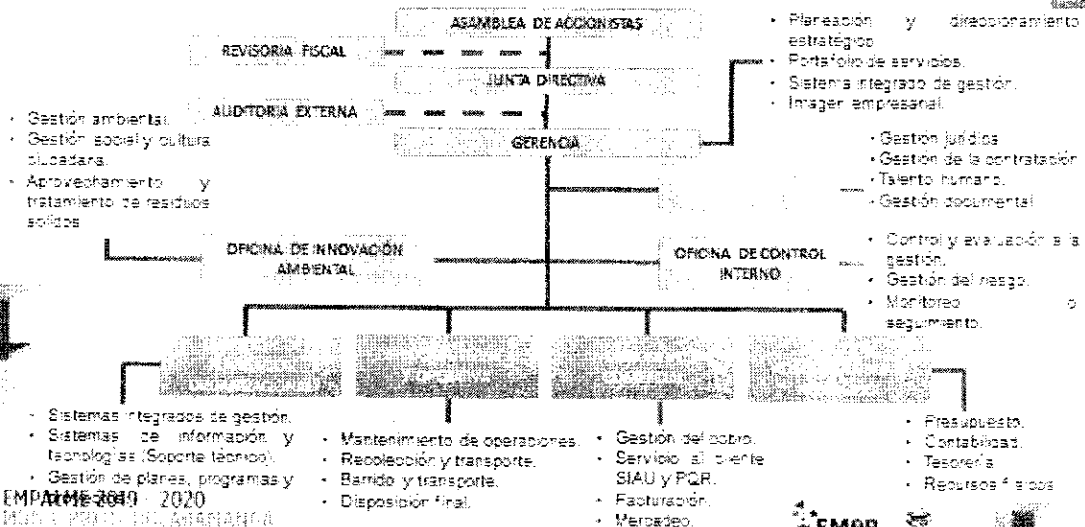 ASAMBLEA DE ACCIONISTAS
REVISORIA FISCAL
JUNTA DIRECTIVA
AUDITORIA EXTERNA
GERENCIA
• Planeación y direccionamiento
estratégico
• Portafolio de servicios.
• Sistema integrado de gestión.
• Imagen empresarial.
• Gestión ambiental.
• Gestión social y cultura
ciudadana.
• Aprovechamiento y
tratamiento de residuos
solidos
• Gestión jurídica
• Gestión de la contratación
• Talento humano.
• Gestión documental
OFICINA DE INNOVACIÓN
AMBIENTAL
OFICINA DE CONTROL
INTERNO
• Control y evaluación a la
gestión.
• Gestión del riesgo.
• Monitoreo o
seguimiento.
• Sistemas integrados de gestión.
• Sistemas de información y
tecnologías (Soporte técnico).
• Gestión de planes, programas y
• Mantenimiento de operaciones.
• Recolección y transporte.
• Barrido y transporte.
• Disposición final.
• Gestión del cobro.
• Servicio al cliente
SIAU y PQR.
• Facturación.
• Mercadeo.
• Presupuesto.
• Contabilidad.
• Tesorería
• Recursos físicos
2020
EMAB